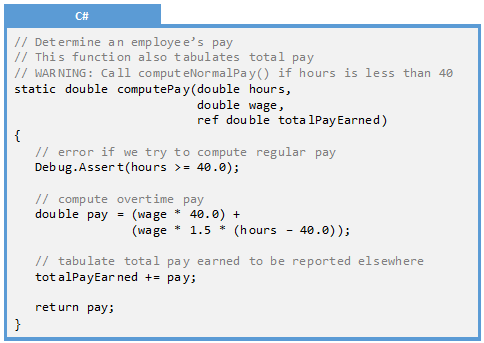 C#
// Determine an employee’s pay
// This function also tabulates total pay
// WARNING: Call computeNormalPay() if hours is less than 40
static double computePay(double hours,
                         double wage,
                         ref double totalPayEarned)
{
   // error if we try to compute regular pay
   Debug.Assert(hours >= 40.0);

   // compute overtime pay
   double pay = (wage * 40.0) +
                (wage * 1.5 * (hours – 40.0));

   // tabulate total pay earned to be reported elsewhere
   totalPayEarned += pay;

   return pay;
}